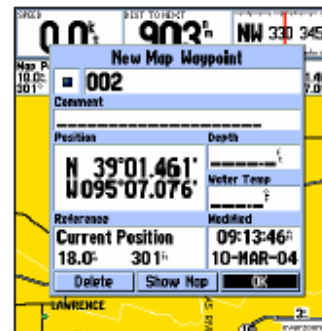 SPEED
DIST TO NEXT
0.0
903
NW 330 345
New Map Waypoint
002
Comment
Position
Depth
N 39°01.461'
W095°07.076'
Water Temp
Reference
Modified
Current Position
09:13:46
18.0 301
10-MAR-04
Delete
Show Map
OK
LAWRENCE